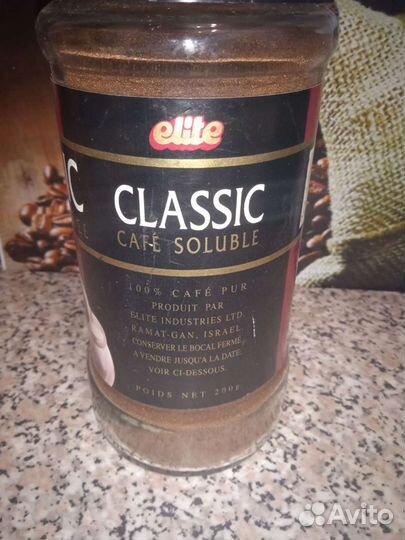 elite
IC
CLASSIC
CAFÉ SOLUBLE
100% CAFÉ PUR
PRODUIT PAR
ELITE INDUSTRIES LTD.
RAMAT-GAN, ISRAEL.
CONSERVER LE BOCAL FERMÉ
A VENDRE JUSQU'A LA DATE
VOIR CI-DESSOUS.
POIDS NET 200g
Avito